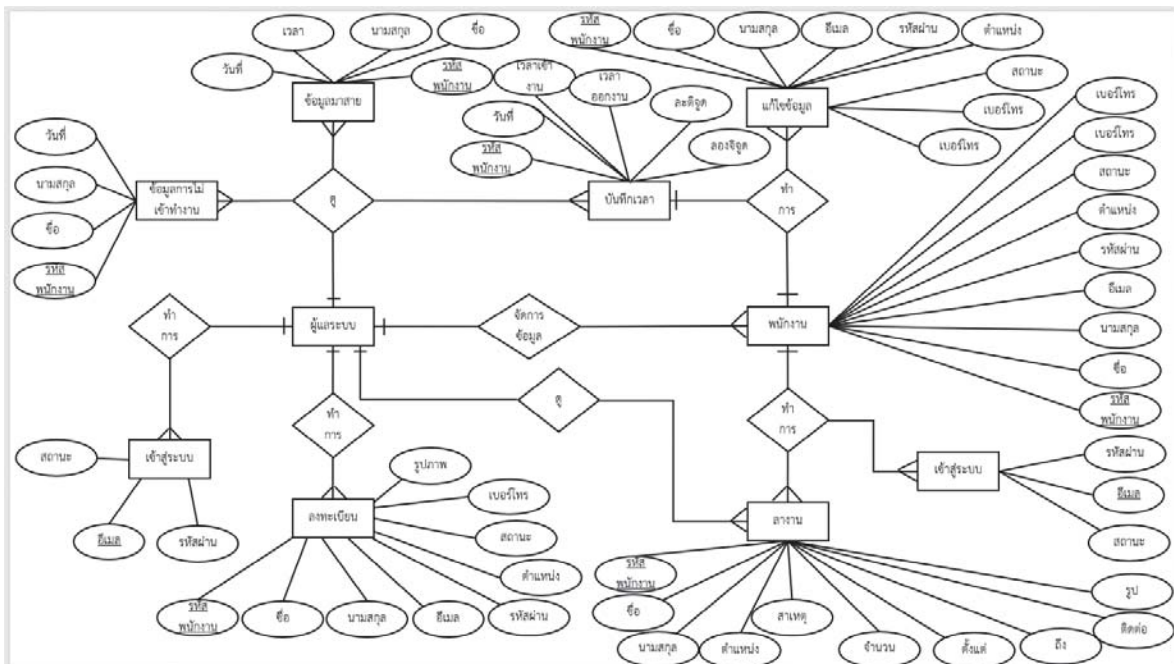 เวลา
นามสกุล
ชื่อ
วันที่
รหัส
พนักงาน
ข้อมูลมาสาย
รหัส
พนักงาน
ชื่อ
นามสกุล
อีเมล
รหัสผ่าน
ตำแหน่ง
สถานะ
เบอร์โทร
เบอร์โทร
แก้ไขข้อมูล
เวลาเข้า
งาน
เวลา
ออกงาน
ละติจูด
ลองจิจูด
วันที่
รหัส
พนักงาน
บันทึกเวลา
วันที่
นามสกุล
ชื่อ
รหัส
พนักงาน
ข้อมูลการไม่
เข้าทำงาน
ดู
ทำ
การ
เบอร์โทร
เบอร์โทร
สถานะ
ตำแหน่ง
รหัสผ่าน
อีเมล
นามสกุล
ชื่อ
รหัส
พนักงาน
ทำ
การ
ผู้แลระบบ
จัดการ
ข้อมูล
พนักงาน
ดู
ทำ
การ
ทำ
การ
สถานะ
เข้าสู่ระบบ
อีเมล
รหัสผ่าน
เข้าสู่ระบบ
รหัสผ่าน
อีเมล
สถานะ
ลงทะเบียน
รูปภาพ
เบอร์โทร
สถานะ
ตำแหน่ง
รหัสผ่าน
อีเมล
นามสกุล
ชื่อ
รหัส
พนักงาน
ลางาน
รหัส
พนักงาน
ชื่อ
นามสกุล
ตำแหน่ง
สาเหตุ
จำนวน
ตั้งแต่
ถึง
ติดต่อ
รูป